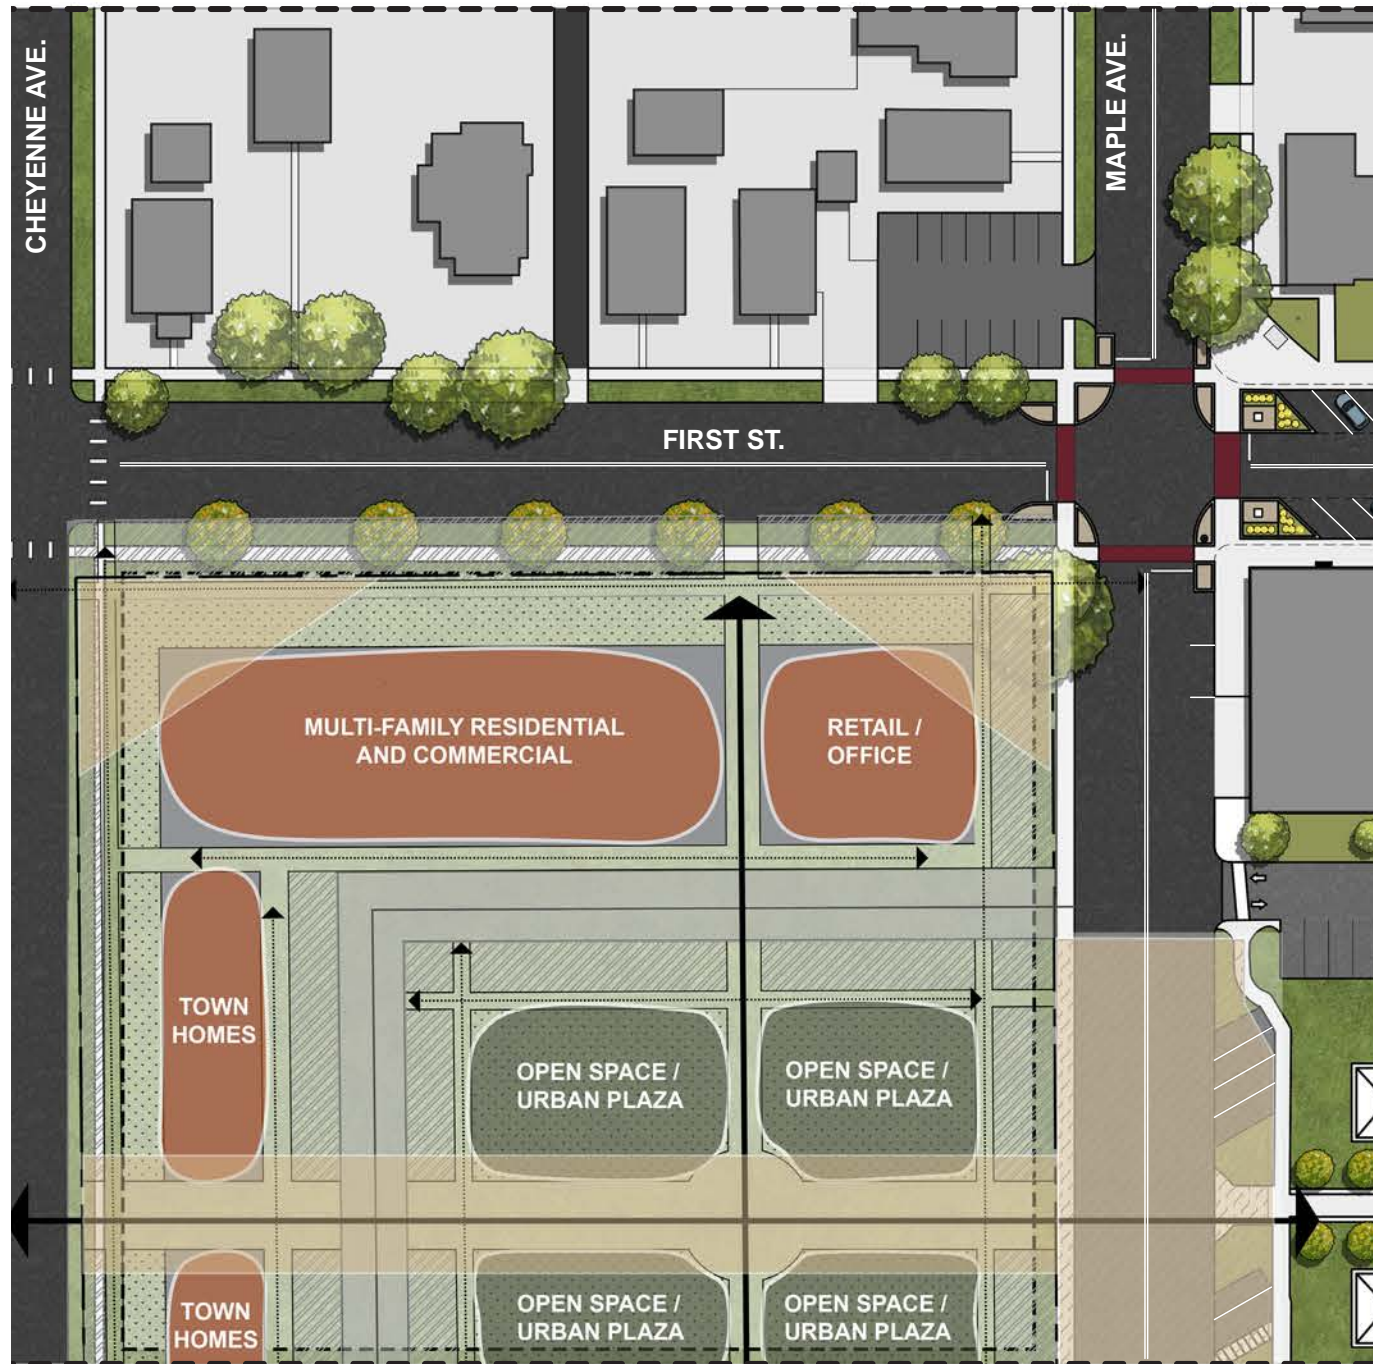 CHEYENNE AVE.
MAPLE AVE.
FIRST ST.
MULTI-FAMILY RESIDENTIAL
AND COMMERCIAL
RETAIL /
OFFICE
TOWN
HOMES
OPEN SPACE /
URBAN PLAZA
OPEN SPACE /
URBAN PLAZA
TOWN
HOMES
OPEN SPACE /
URBAN PLAZA
OPEN SPACE /
URBAN PLAZA